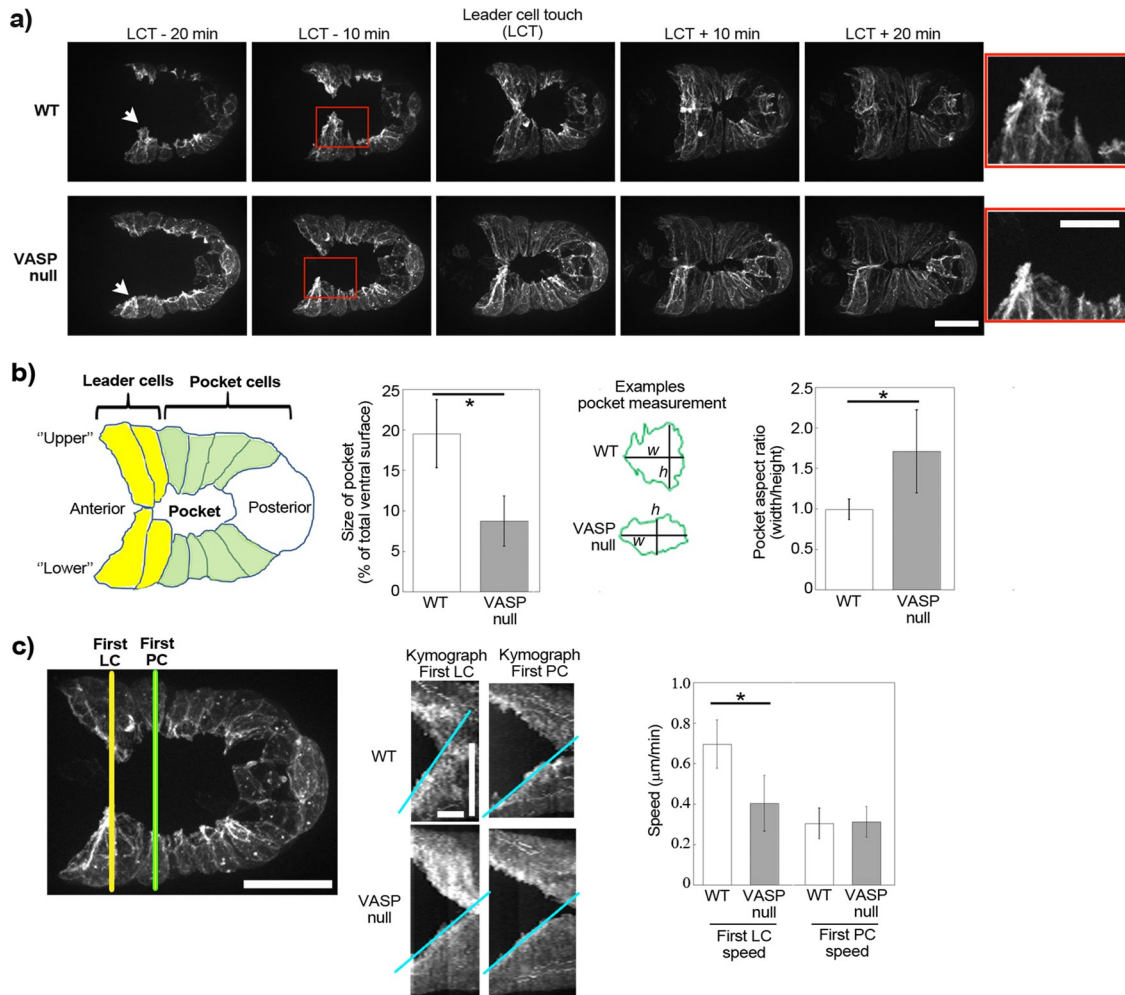 a)
Leader cell touch
(LCT)
LCT - 20 min
LCT - 10 min
LCT + 10 min
LCT + 20 min
WT
VASP
null
b)
Leader cells
Pocket cells
"Upper"
Anterior
Pocket
Posterior
"Lower"
Size of pocket
(% of total ventral surface)
25
20
15
10
5
0
*
WT
VASP
null
Examples
pocket measurement
WT
w
h
VASP
null
h
w
Pocket aspect ratio
(width/height)
2.5
2.0
1.5
1.0
0.5
0
*
WT
VASP
null
c)
First
LC
First
PC
Kymograph
First LC
Kymograph
First PC
WT
VASP
null
Speed (μm/min)
1.0
0.8
0.6
0.4
0.2
0
*
WT
VASP
null
WT
VASP
null
First LC
speed
First PC
speed